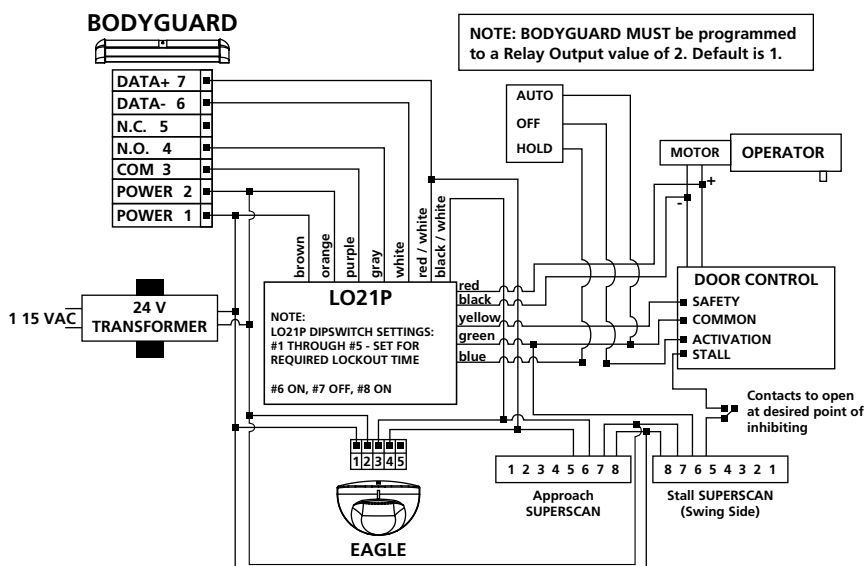 BODYGUARD
NOTE: BODYGUARD MUST be programmed
to a Relay Output value of 2. Default is 1.
DATA+ 7
DATA- 6
N.C. 5
N.O. 4
COM 3
POWER 2
POWER 1
AUTO
OFF
HOLD
MOTOR
OPERATOR
+
-
brown
orange
purple
gray
white
red / white
black / white
red
black
yellow
green
blue
LO21P
NOTE:
LO21P DIPSWITCH SETTINGS:
#1 THROUGH #5 - SET FOR
REQUIRED LOCKOUT TIME
#6 ON, #7 OFF, #8 ON
DOOR CONTROL
SAFETY
COMMON
ACTIVATION
STALL
1 15 VAC
24 V
TRANSFORMER
Contacts to open
at desired point of
inhibiting
1 2 3 4 5
EAGLE
1 2 3 4 5 6 7 8
Approach
SUPERSCAN
8 7 6 5 4 3 2 1
Stall SUPERSCAN
(Swing Side)